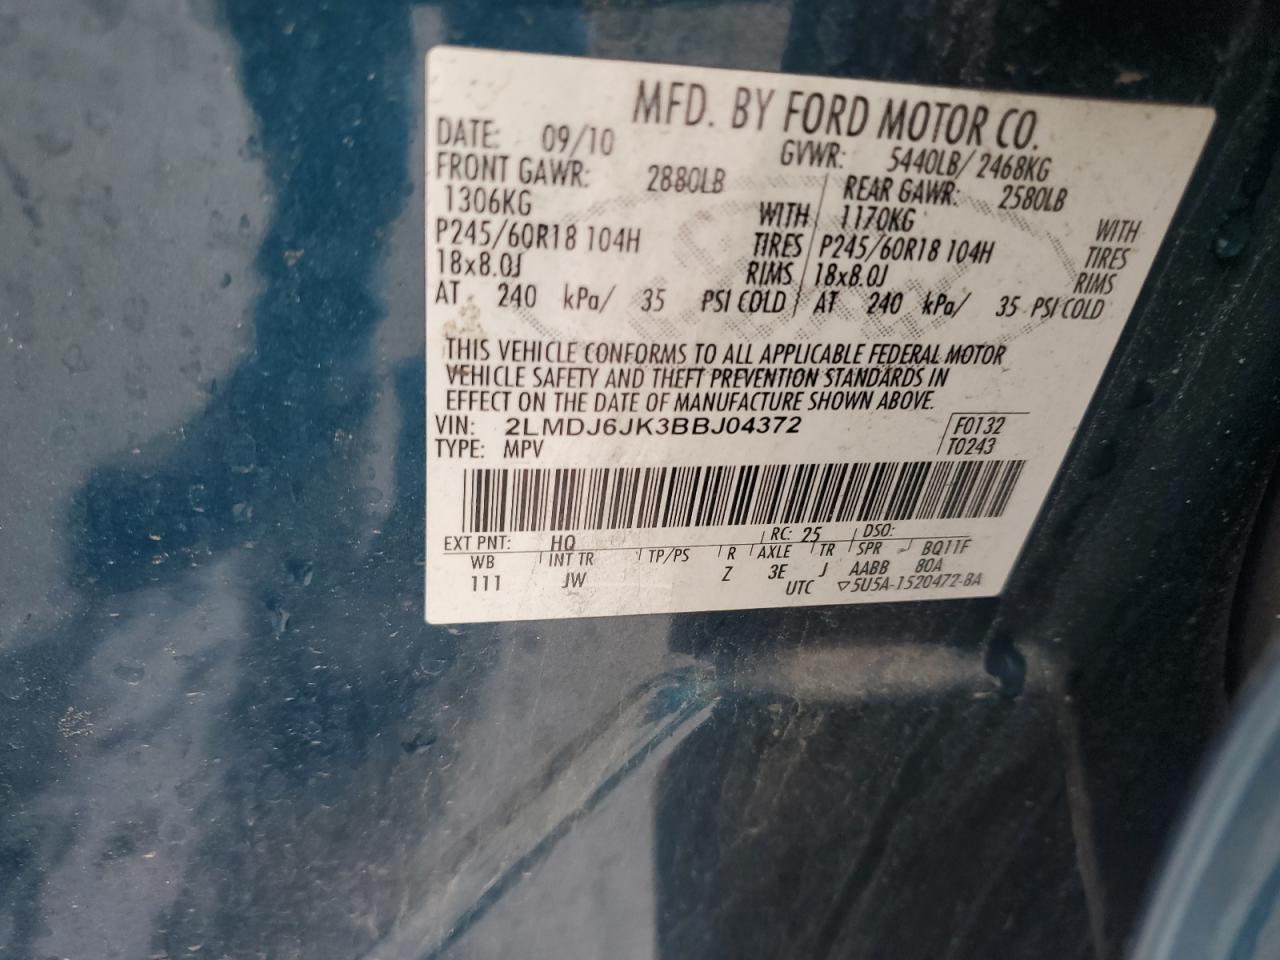 MFD. BY FORD MOTOR CO.
DATE: 09/10 GVWR: 5440LB/ 2468KG
FRONT GAWR: 2880LB REAR GAWR: 2580LB
1306KG WITH 1170KG WITH
P245/60R18 104H TIRES P245/60R18 104H TIRES
18x8.0J RIMS 18x8.0J RIMS
AT 240 kPa/ 35 PSI COLD AT 240 kPa/ 35 PSI COLD
THIS VEHICLE CONFORMS TO ALL APPLICABLE FEDERAL MOTOR
VEHICLE SAFETY AND THEFT PREVENTION STANDARDS IN
EFFECT ON THE DATE OF MANUFACTURE SHOWN ABOVE.
VIN: 2LMDJ6JK3BBJ04372 F0132
TYPE: MPV T0243
EXT PNT: HQ RC: 25 DSO:
WB INT TR TP/PS R AXLE TR SPR BQ11F
111 JW Z 3E J AABB 80A
UTC ▽5U5A-1520472-BA